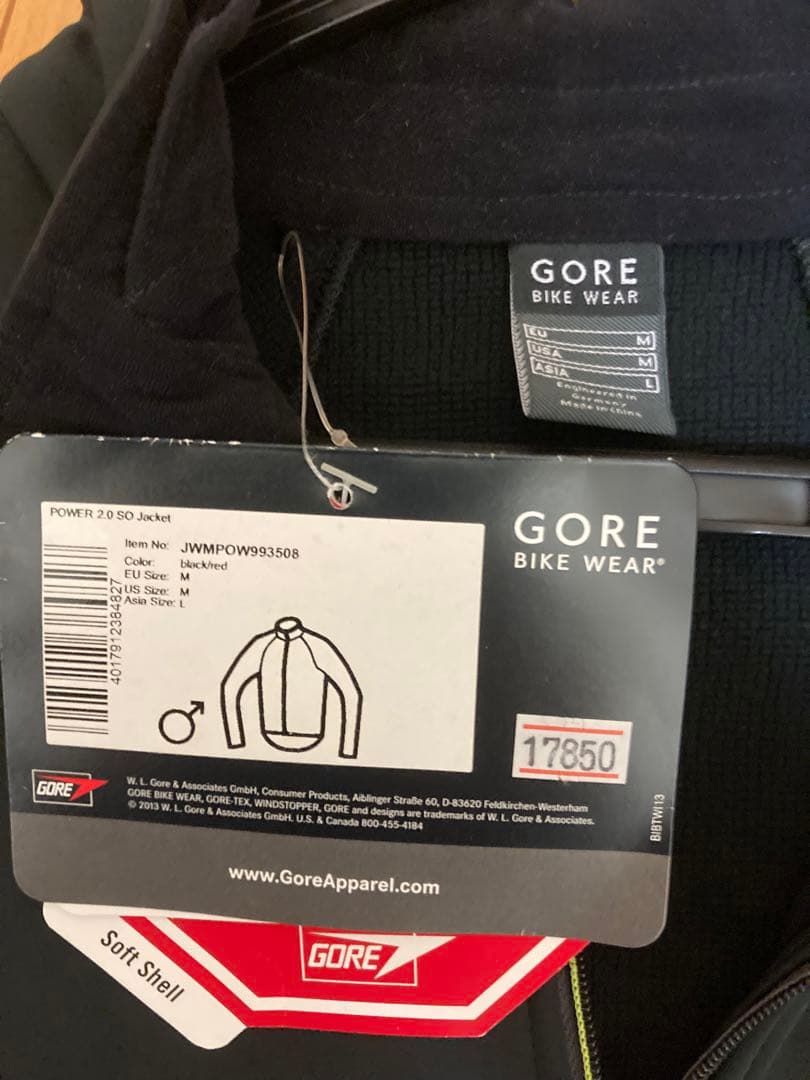 GORE
BIKE WEAR
EU M
USA M
ASIA L
Engineered in
Germany
Made in China
POWER 2.0 SO Jacket
Item No: JWMPOW993508
Color: black/red
EU Size: M
US Size: M
Asia Size: L
4017912384827
GORE
BIKE WEAR®
17850
GORE
W. L. Gore & Associates GmbH, Consumer Products, Aiblinger Straße 60, D-83620 Feldkirchen-Westerham
GORE BIKE WEAR, GORE-TEX, WINDSTOPPER, GORE and designs are trademarks of W. L. Gore & Associates.
© 2013 W. L. Gore & Associates GmbH. U.S. & Canada 800-455-4184
BIBTWI13
www.GoreApparel.com
Soft Shell
GORE